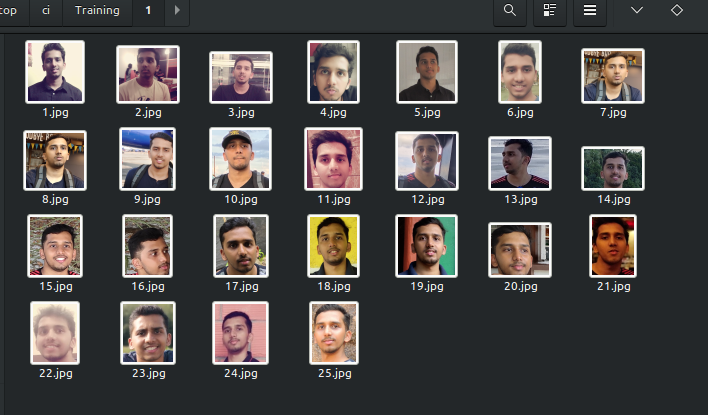 top ci Training 1
1.jpg 2.jpg 3.jpg 4.jpg 5.jpg 6.jpg 7.jpg
8.jpg 9.jpg 10.jpg 11.jpg 12.jpg 13.jpg 14.jpg
15.jpg 16.jpg 17.jpg 18.jpg 19.jpg 20.jpg 21.jpg
22.jpg 23.jpg 24.jpg 25.jpg